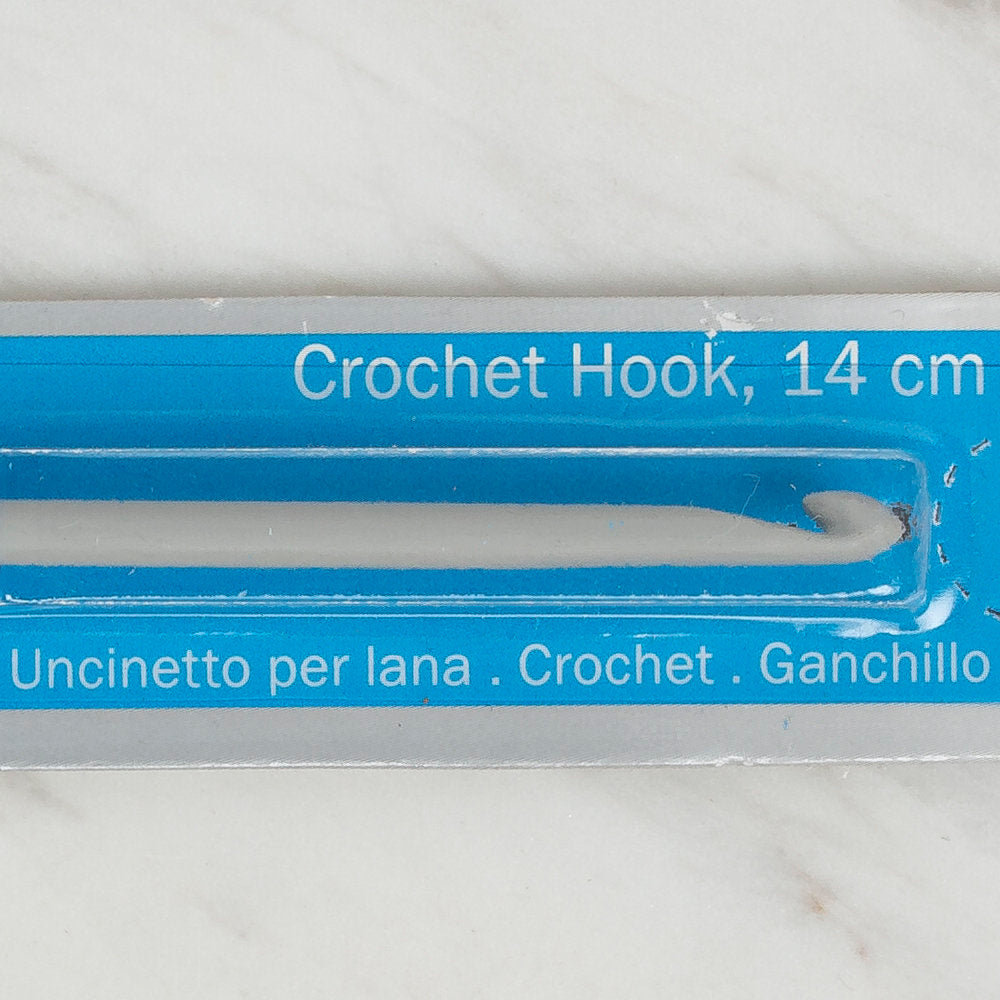 Crochet Hook, 14 cm
Uncinetto per lana . Crochet . Ganchillo